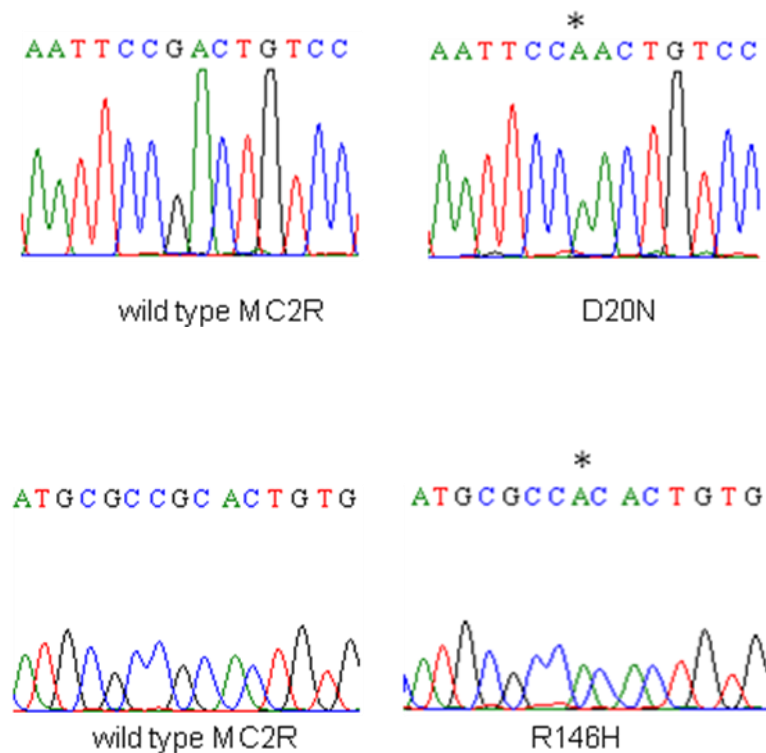 *
AATTCCGACTGTCC
AATTCCAACTGTCC
wild type MC2R
D20N
*
ATGCGCCGCACTGTG
ATGCGCCACACTGTG
wild type MC2R
R146H